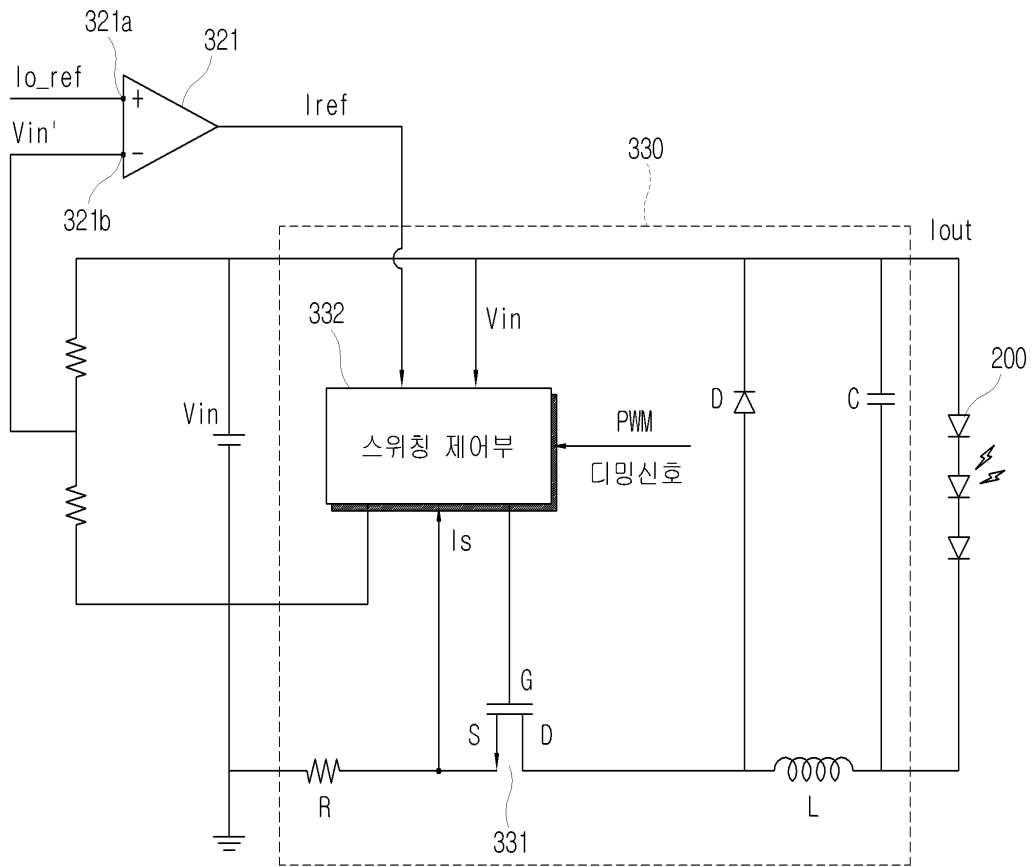 321a
321
Io_ref
Iref
Vin'
+
-
321b
330
Iout
332
Vin
200
Vin
D
C
스위칭 제어부
PWM
디밍신호
Is
G
S
D
R
L
331